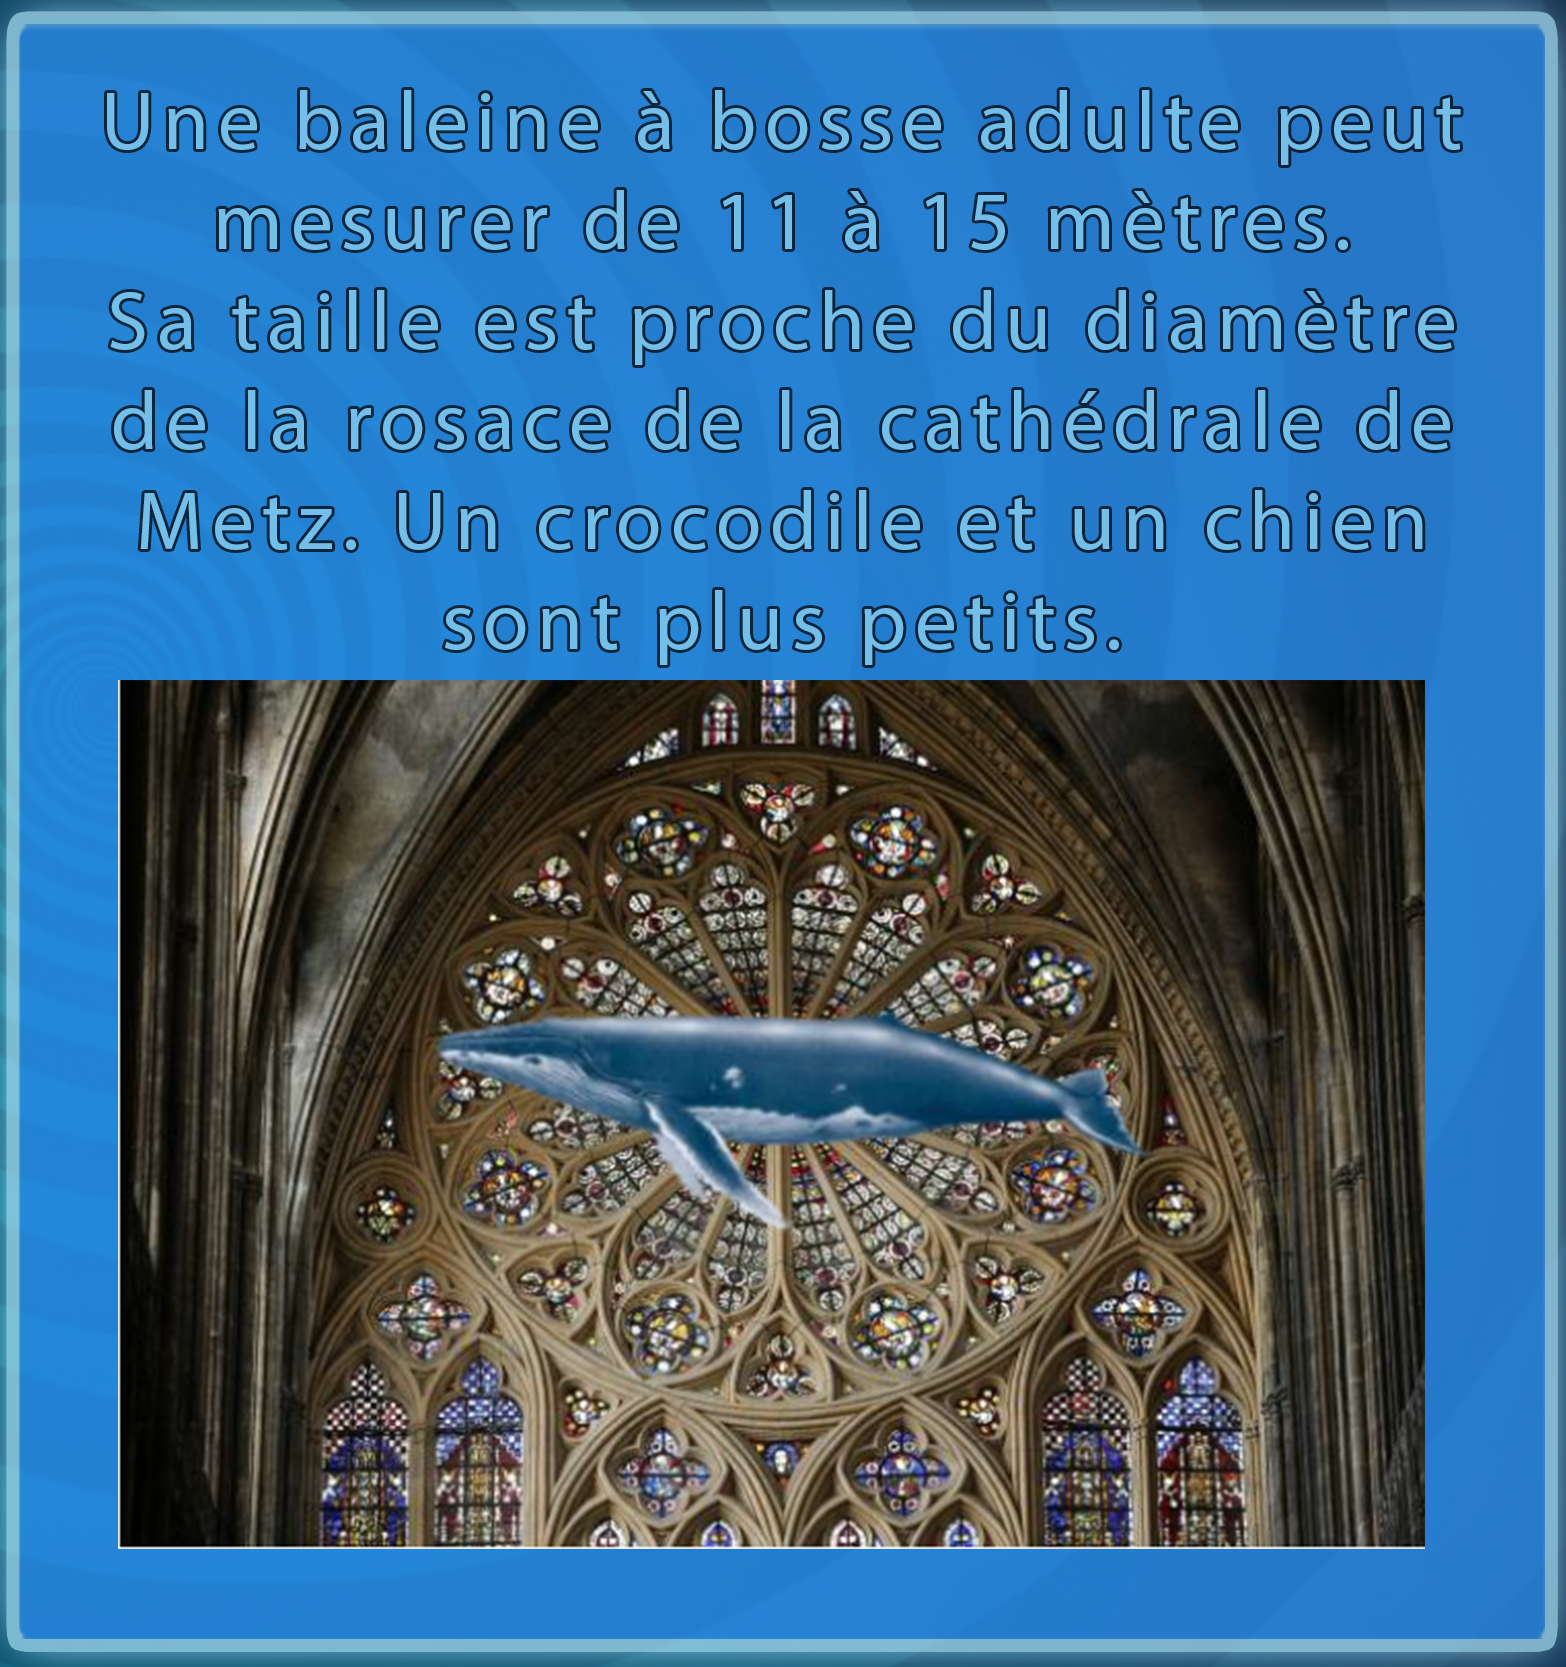 Une baleine à bosse adulte peut
mesurer de 11 à 15 mètres.
Sa taille est proche du diamètre
de la rosace de la cathédrale de
Metz. Un crocodile et un chien
sont plus petits.